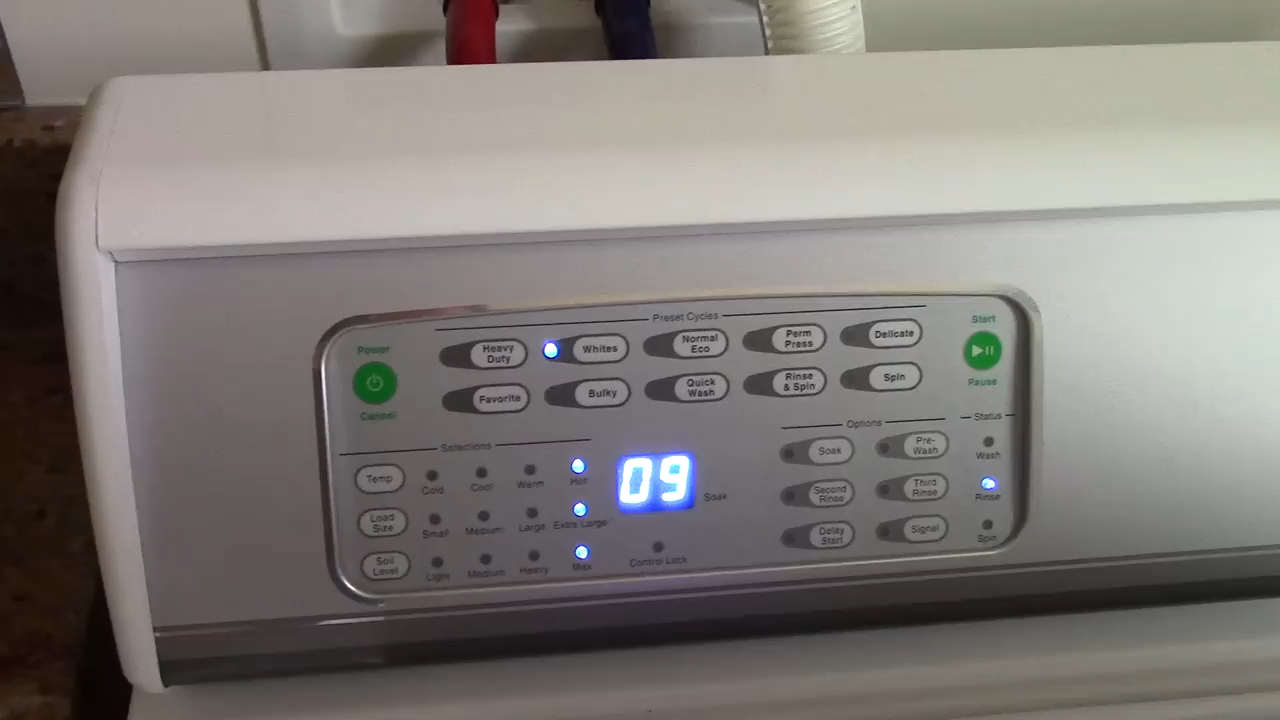 Preset Cycles
Power
Cancel
Heavy
Duty
Whites
Normal
Eco
Perm
Press
Delicate
Start
Pause
Favorite
Bulky
Quick
Wash
Rinse
& Spin
Spin
Selections
Temp
Cold
Cool
Warm
Hot
Load
Size
Small
Medium
Large
Extra Large
Soil
Level
Light
Medium
Heavy
Max
09
Soak
Control Lock
Options
Soak
Pre-
Wash
Second
Rinse
Third
Rinse
Delay
Start
Signal
Status
Wash
Rinse
Spin